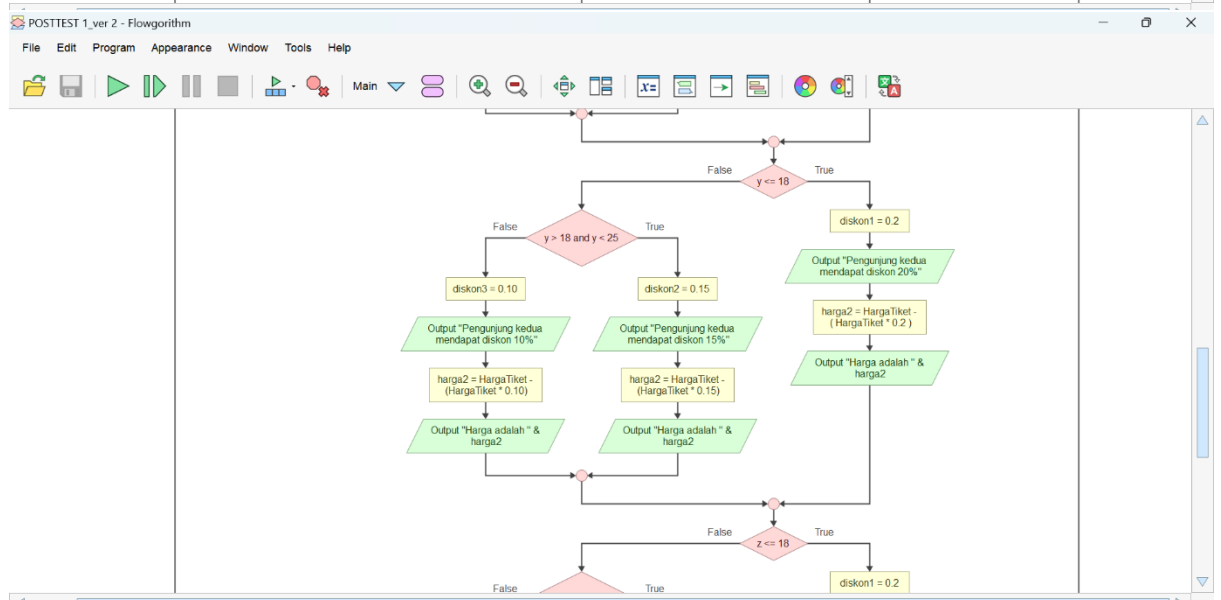 POSTTEST 1_ver 2 - Flowgorithm
File Edit Program Appearance Window Tools Help
Main
x=
文
A
False
True
y <= 18
False
True
y > 18 and y < 25
diskon1 = 0.2
Output "Pengunjung kedua
mendapat diskon 20%"
harga2 = HargaTiket -
( HargaTiket * 0.2 )
Output "Harga adalah " &
harga2
diskon3 = 0.10
Output "Pengunjung kedua
mendapat diskon 10%"
harga2 = HargaTiket -
(HargaTiket * 0.10)
Output "Harga adalah " &
harga2
diskon2 = 0.15
Output "Pengunjung kedua
mendapat diskon 15%"
harga2 = HargaTiket -
(HargaTiket * 0.15)
Output "Harga adalah " &
harga2
False
True
z <= 18
False
True
diskon1 = 0.2